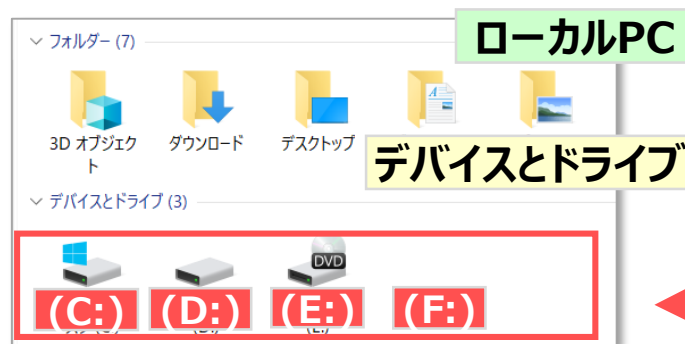 フォルダー (7)
ローカルPC
3D オブジェク
ト
ダウンロード
デスクトップ
デバイスとドライブ
デバイスとドライブ (3)
DVD
(C:)
(D:)
(E:)
(F:)